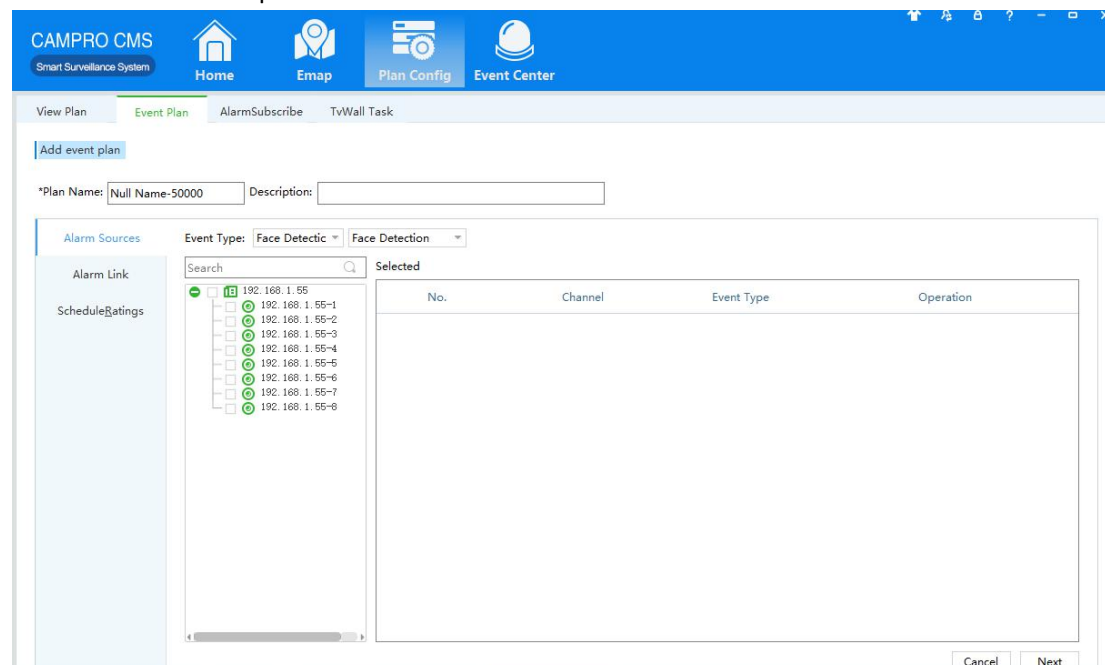 CAMPRO CMS
Smart Surveillance System
Home
Emap
Plan Config
Event Center
View Plan
Event Plan
AlarmSubscribe
TvWall Task
Add event plan
*Plan Name: Null Name-50000 Description:
Alarm Sources
Event Type: Face Detectic Face Detection
Alarm Link
ScheduleRatings
Search
Selected
No. Channel Event Type Operation
192.168.1.55
192.168.1.55-1
192.168.1.55-2
192.168.1.55-3
192.168.1.55-4
192.168.1.55-5
192.168.1.55-6
192.168.1.55-7
192.168.1.55-8
Cancel
Next